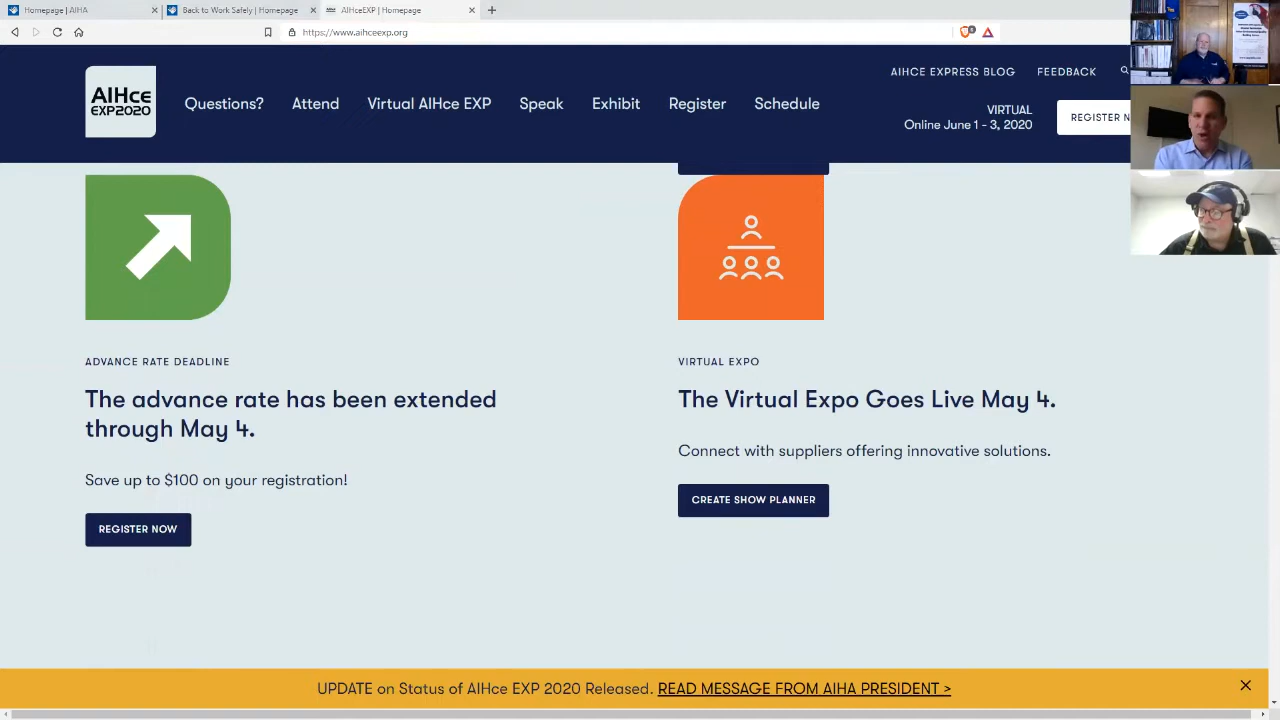 Homepage | AIHA
Back to Work Safely | Homepage
AIHceEXP | Homepage
https://www.aihceexp.org
AIHce
EXP2020
Questions?
Attend
Virtual AIHce EXP
Speak
Exhibit
Register
Schedule
AIHCE EXPRESS BLOG
FEEDBACK
VIRTUAL
Online June 1 - 3, 2020
REGISTER N
ADVANCE RATE DEADLINE
The advance rate has been extended
through May 4.
Save up to $100 on your registration!
REGISTER NOW
VIRTUAL EXPO
The Virtual Expo Goes Live May 4.
Connect with suppliers offering innovative solutions.
CREATE SHOW PLANNER
UPDATE on Status of AIHce EXP 2020 Released. READ MESSAGE FROM AIHA PRESIDENT >